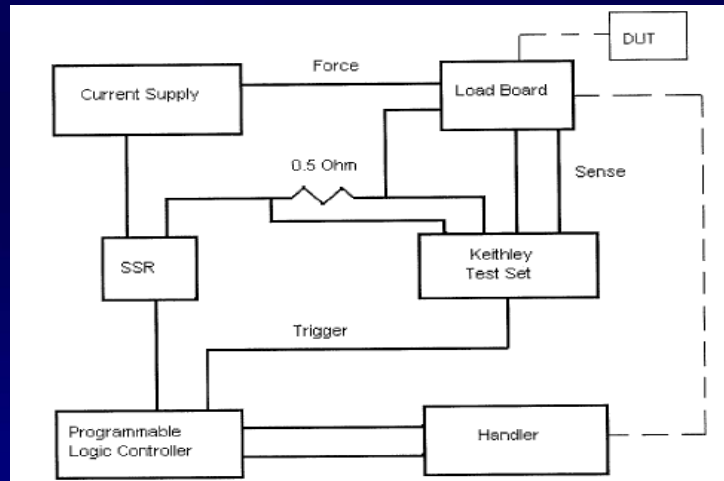 DUT
Force
Current Supply
Load Board
0.5 Ohm
Sense
SSR
Keithley
Test Set
Trigger
Programmable
Logic Controller
Handler